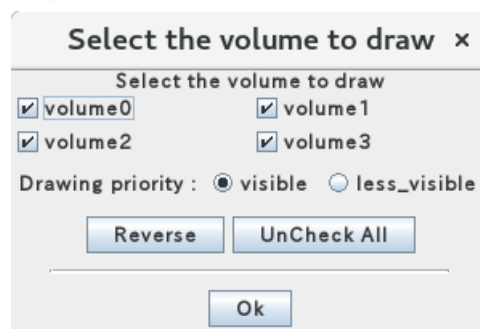 Select the volume to draw ×
Select the volume to draw
volume0 volume1
volume2 volume3
Drawing priority : visible less_visible
Reverse UnCheck All
Ok